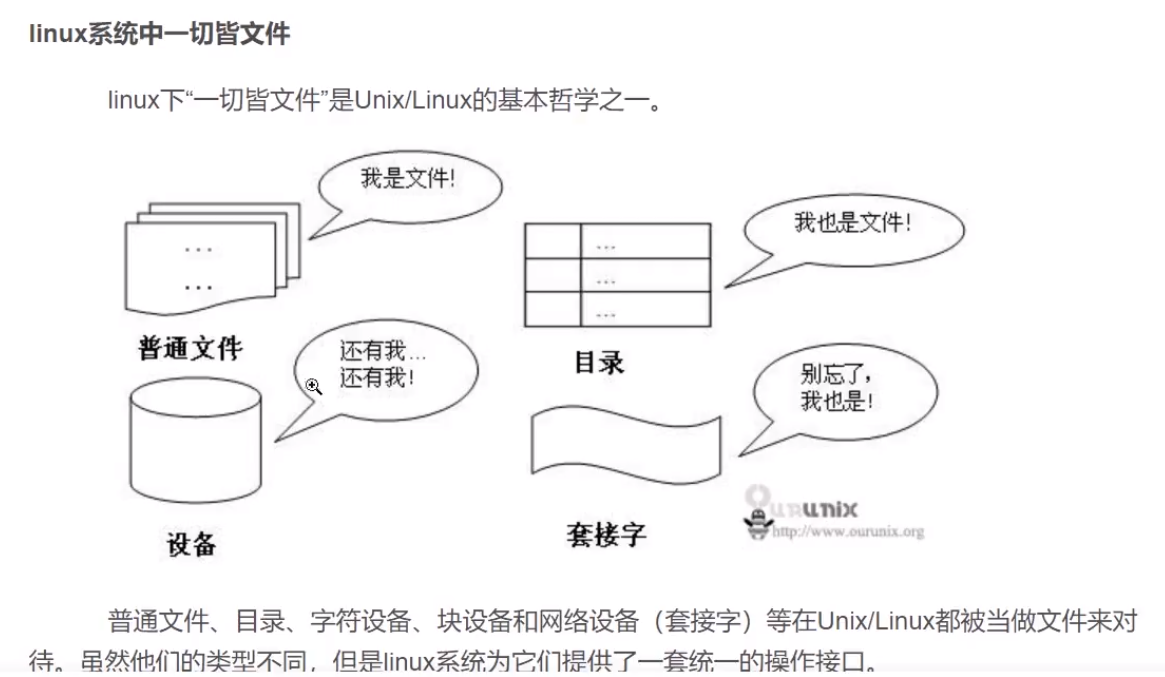 linux系统中一切皆文件
linux下“一切皆文件”是Unix/Linux的基本哲学之一。
我是文件!
...
...
普通文件
我也是文件!
...
...
...
目录
还有我...
还有我!
设备
别忘了,
我也是!
套接字
OURUNIX
http://www.ourunix.org
普通文件、目录、字符设备、块设备和网络设备（套接字）等在Unix/Linux都被当做文件来对
待。虽然他们的类型不同，但是linux系统为它们提供了一套统一的操作接口。